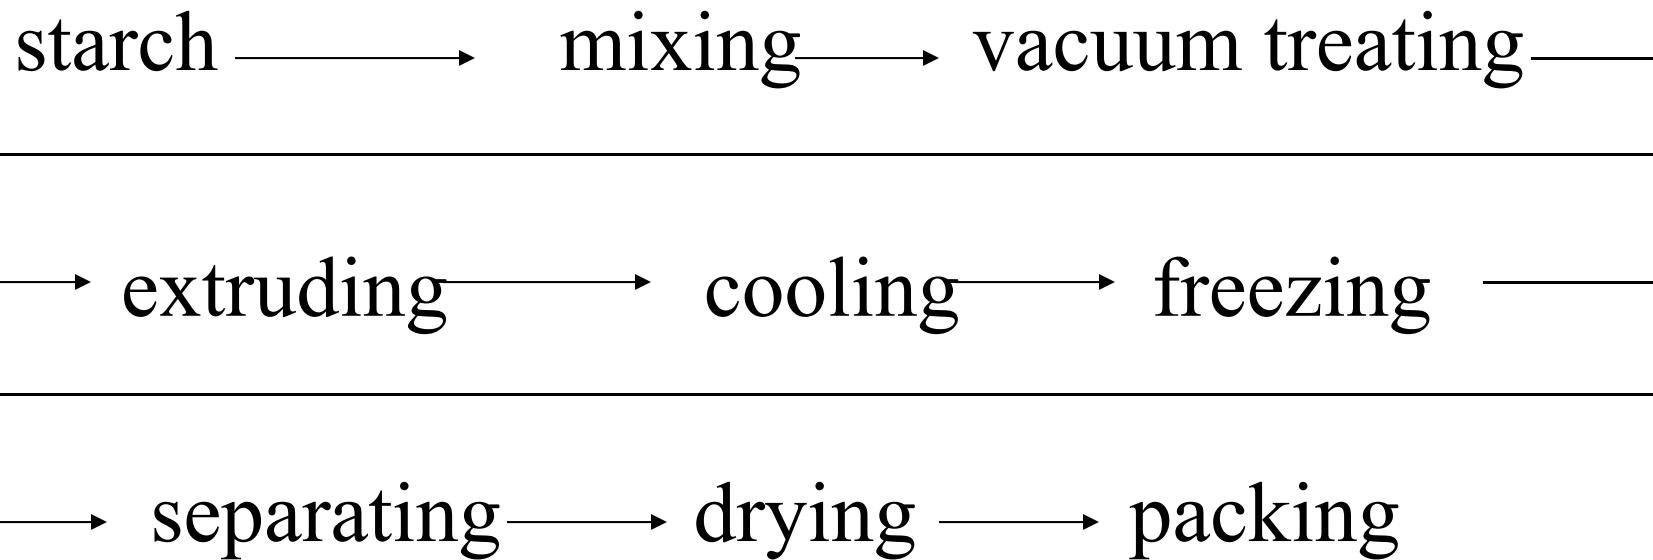 starch mixing vacuum treating
extruding cooling freezing
separating drying packing